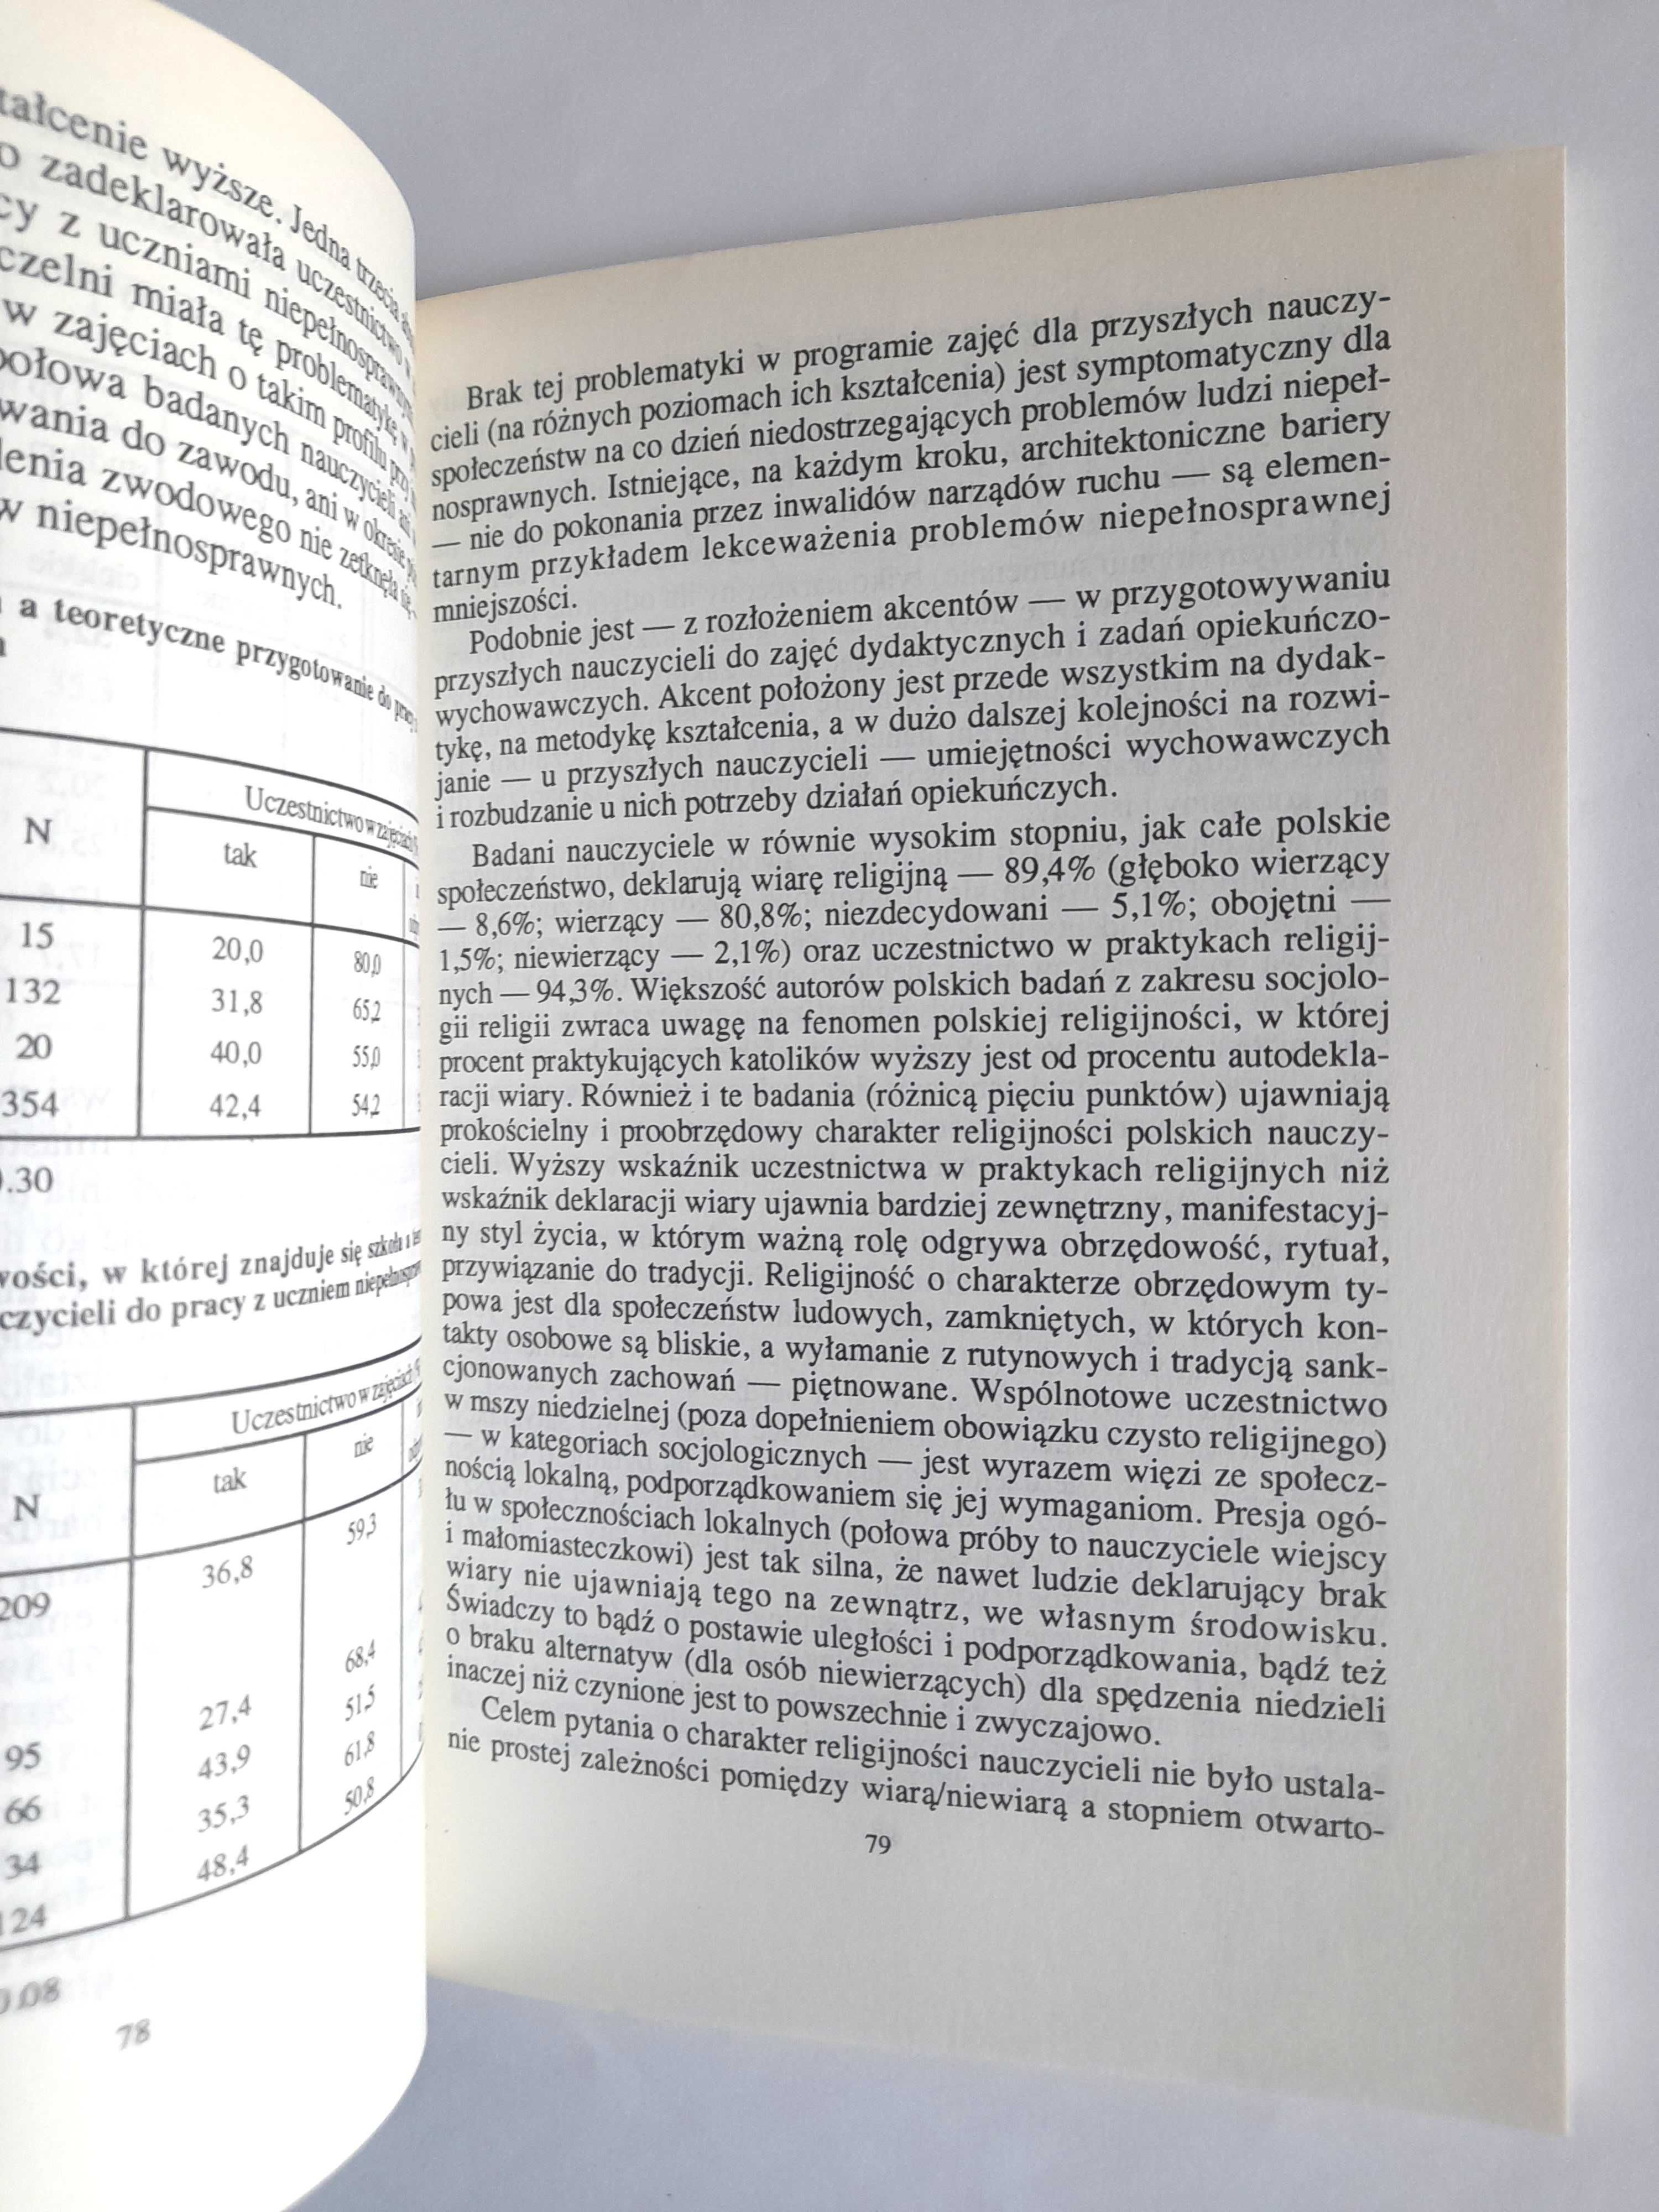 tałcenie wyższe. Jedna trzecia
o zadeklarowała uczestnictwo w
cy z uczniami niepełnosprawnymi
czelni miała tę problematykę w
w zajęciach o takim profilu
połowa badanych nauczycieli ani
wania do zawodu, ani w okresie
lenia zwodowego nie zetknęła się
w niepełnosprawnych.
a teoretyczne przygotowanie do pracy
N
Uczestnictwo w zajęciach
tak
nie
15 20,0 80,0
132 31,8 65,2
20 40,0 55,0
354 42,4 54,2
.30
wości, w której znajduje się szkoła
czycieli do pracy z uczniem
N
Uczestnictwo w zajęciach
tak
nie
209 36,8 59,3
95 27,4 68,4
66 43,9 51,5
34 35,3 61,8
124 48,4 50,8
0.08
78
Brak tej problematyki w programie zajęć dla przyszłych nauczy-
cieli (na różnych poziomach ich kształcenia) jest symptomatyczny dla
społeczeństw na co dzień niedostrzegających problemów ludzi niepeł-
nosprawnych. Istniejące, na każdym kroku, architektoniczne bariery
— nie do pokonania przez inwalidów narządów ruchu — są elemen-
tarnym przykładem lekceważenia problemów niepełnosprawnej
mniejszości.
Podobnie jest — z rozłożeniem akcentów — w przygotowywaniu
przyszłych nauczycieli do zajęć dydaktycznych i zadań opiekuńczo-
wychowawczych. Akcent położony jest przede wszystkim na dydak-
tykę, na metodykę kształcenia, a w dużo dalszej kolejności na rozwi-
janie — u przyszłych nauczycieli — umiejętności wychowawczych
i rozbudzanie u nich potrzeby działań opiekuńczych.
Badani nauczyciele w równie wysokim stopniu, jak całe polskie
społeczeństwo, deklarują wiarę religijną — 89,4% (głęboko wierzący
— 8,6%; wierzący — 80,8%; niezdecydowani — 5,1%; obojętni —
1,5%; niewierzący — 2,1%) oraz uczestnictwo w praktykach religij-
nych — 94,3%. Większość autorów polskich badań z zakresu socjolo-
gii religii zwraca uwagę na fenomen polskiej religijności, w której
procent praktykujących katolików wyższy jest od procentu autodekla-
racji wiary. Również i te badania (różnicą pięciu punktów) ujawniają
prokościelny i proobrzędowy charakter religijności polskich nauczy-
cieli. Wyższy wskaźnik uczestnictwa w praktykach religijnych niż
wskaźnik deklaracji wiary ujawnia bardziej zewnętrzny, manifestacyj-
ny styl życia, w którym ważną rolę odgrywa obrzędowość, rytuał,
przywiązanie do tradycji. Religijność o charakterze obrzędowym ty-
powa jest dla społeczeństw ludowych, zamkniętych, w których kon-
takty osobowe są bliskie, a wyłamanie z rutynowych i tradycją sank-
cjonowanych zachowań — piętnowane. Wspólnotowe uczestnictwo
w mszy niedzielnej (poza dopełnieniem obowiązku czysto religijnego)
— w kategoriach socjologicznych — jest wyrazem więzi ze społecz-
nością lokalną, podporządkowaniem się jej wymaganiom. Presja ogó-
łu w społecznościach lokalnych (połowa próby to nauczyciele wiejscy
i małomiasteczkowi) jest tak silna, że nawet ludzie deklarujący brak
wiary nie ujawniają tego na zewnątrz, we własnym środowisku.
Świadczy to bądź o postawie uległości i podporządkowania, bądź też
o braku alternatyw (dla osób niewierzących) dla spędzenia niedzieli
inaczej niż czynione jest to powszechnie i zwyczajowo.
Celem pytania o charakter religijności nauczycieli nie było ustala-
nie prostej zależności pomiędzy wiarą/niewiarą a stopniem otwarto-
79